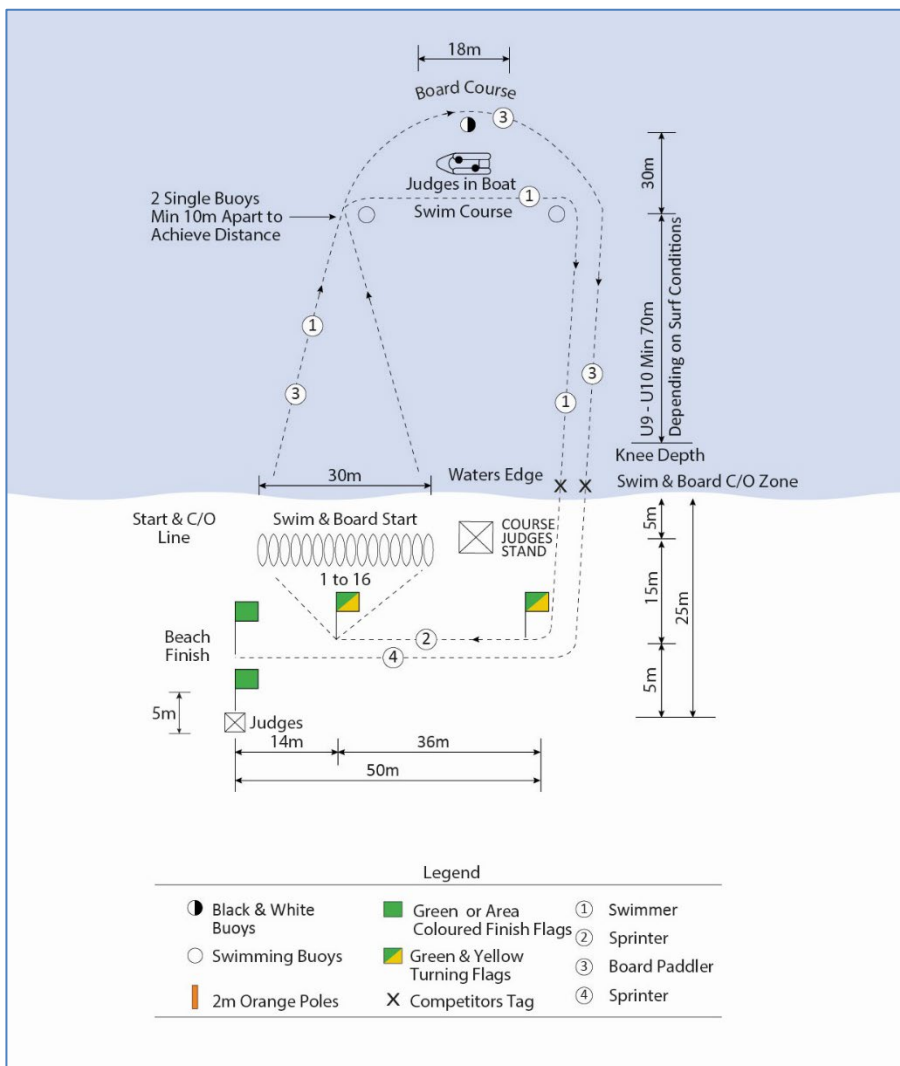 18m
Board Course
3
30m
Judges in Boat
1
2 Single Buoys
Min 10m Apart to
Achieve Distance
Swim Course
1
3
U9 - U10 Min 70m
Depending on Surf Conditions
3
1
Knee Depth
30m
Waters Edge
Swim & Board C/O Zone
Start & C/O
Line
Swim & Board Start
COURSE
JUDGES
STAND
5m
1 to 16
15m
25m
Beach
Finish
2
4
5m
5m
Judges
14m
36m
50m
Legend
Black & White
Buoys
Swimming Buoys
2m Orange Poles
Green or Area
Coloured Finish Flags
Green & Yellow
Turning Flags
X Competitors Tag
1 Swimmer
2 Sprinter
3 Board Paddler
4 Sprinter